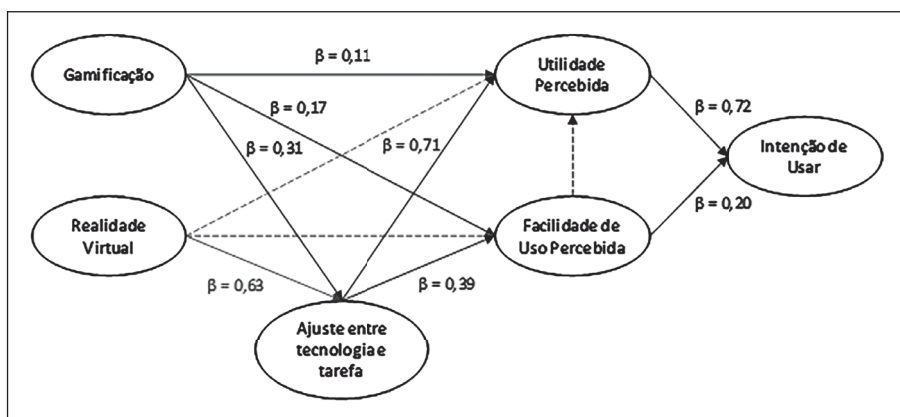 β = 0,11
Gamificação
Utilidade
Percebida
β = 0,17
β = 0,72
β = 0,31
β = 0,71
Intenção de
Usar
Realidade
Virtual
Facilidade de
Uso Percebida
β = 0,20
β = 0,63
β = 0,39
Ajuste entre
tecnologia e
tarefa